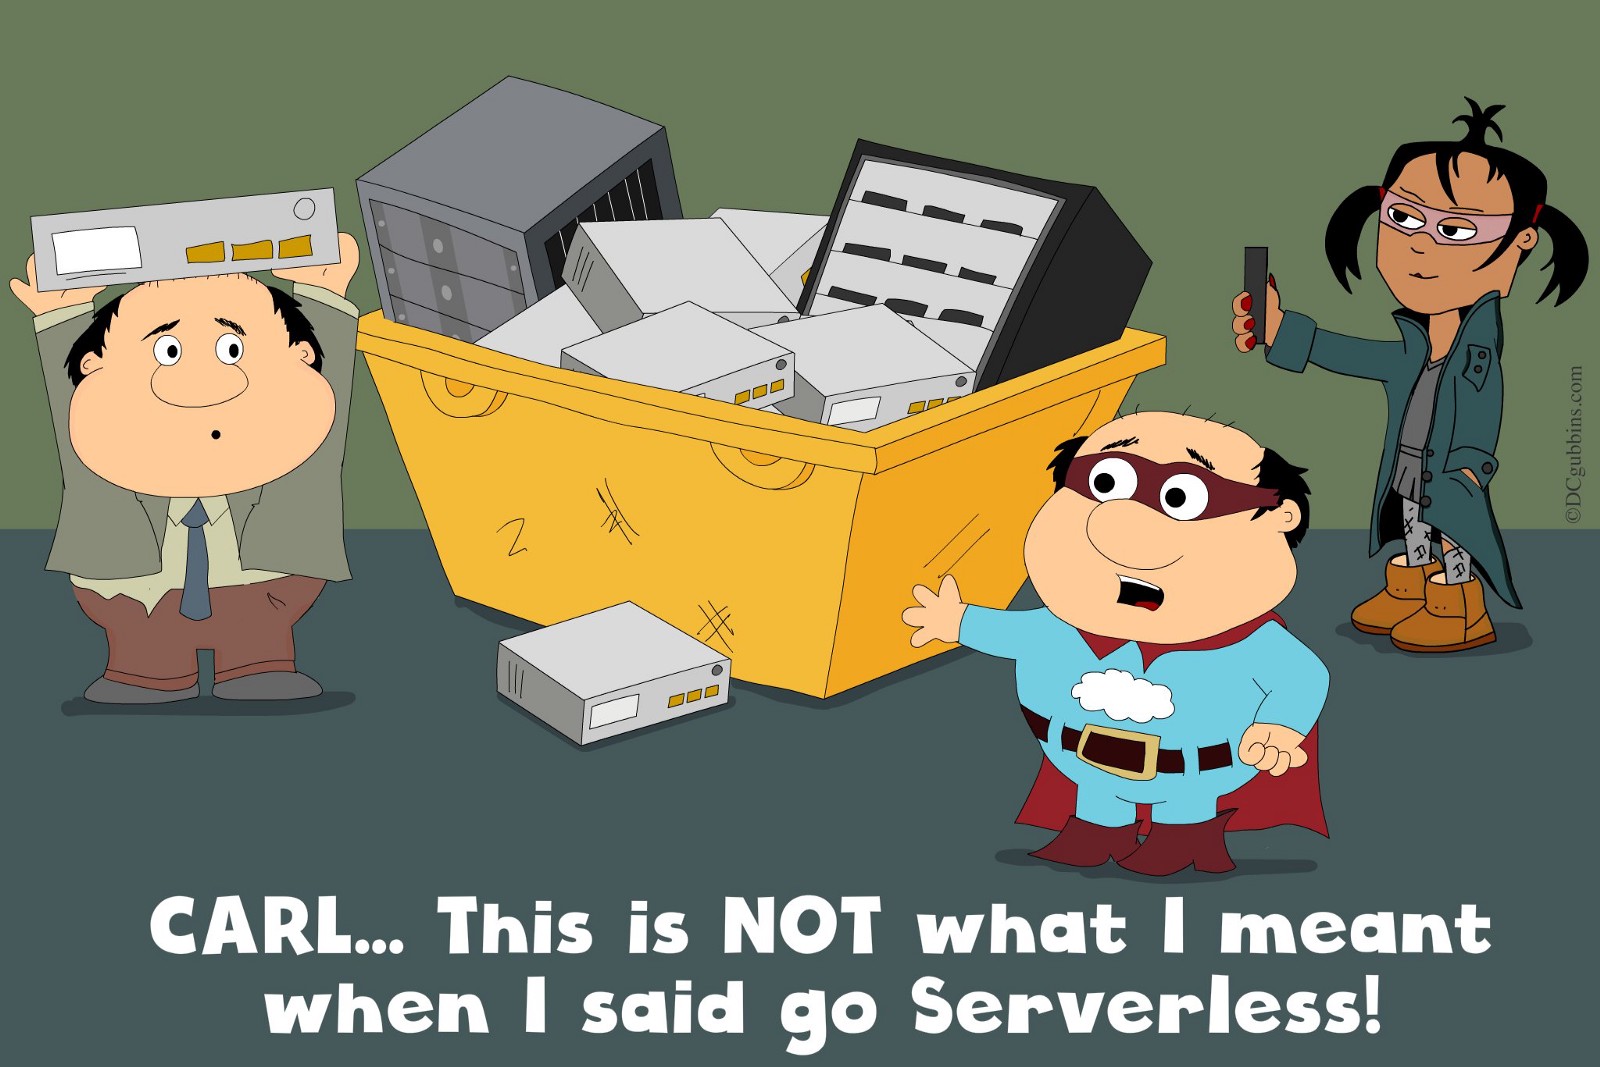 ©DCgubbins.com
CARL... This is NOT what I meant
when I said go Serverless!